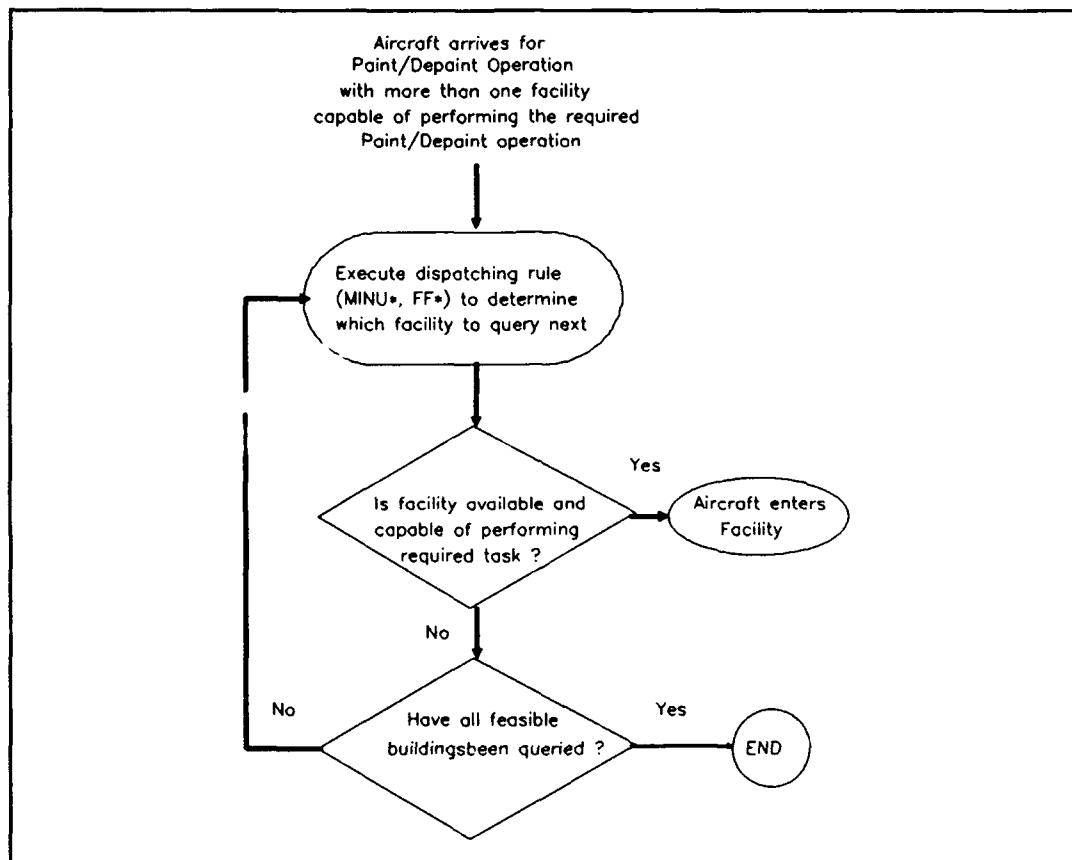 Aircraft arrives for
Paint/Depaint Operation
with more than one facility
capable of performing the required
Paint/Depaint operation
Execute dispatching rule
(MINU*, FF*) to determine
which facility to query next
Yes
Is facility available and
capable of performing
required task ?
Aircraft enters
Facility
No
No
Have all feasible
buildingsbeen queried ?
Yes
END